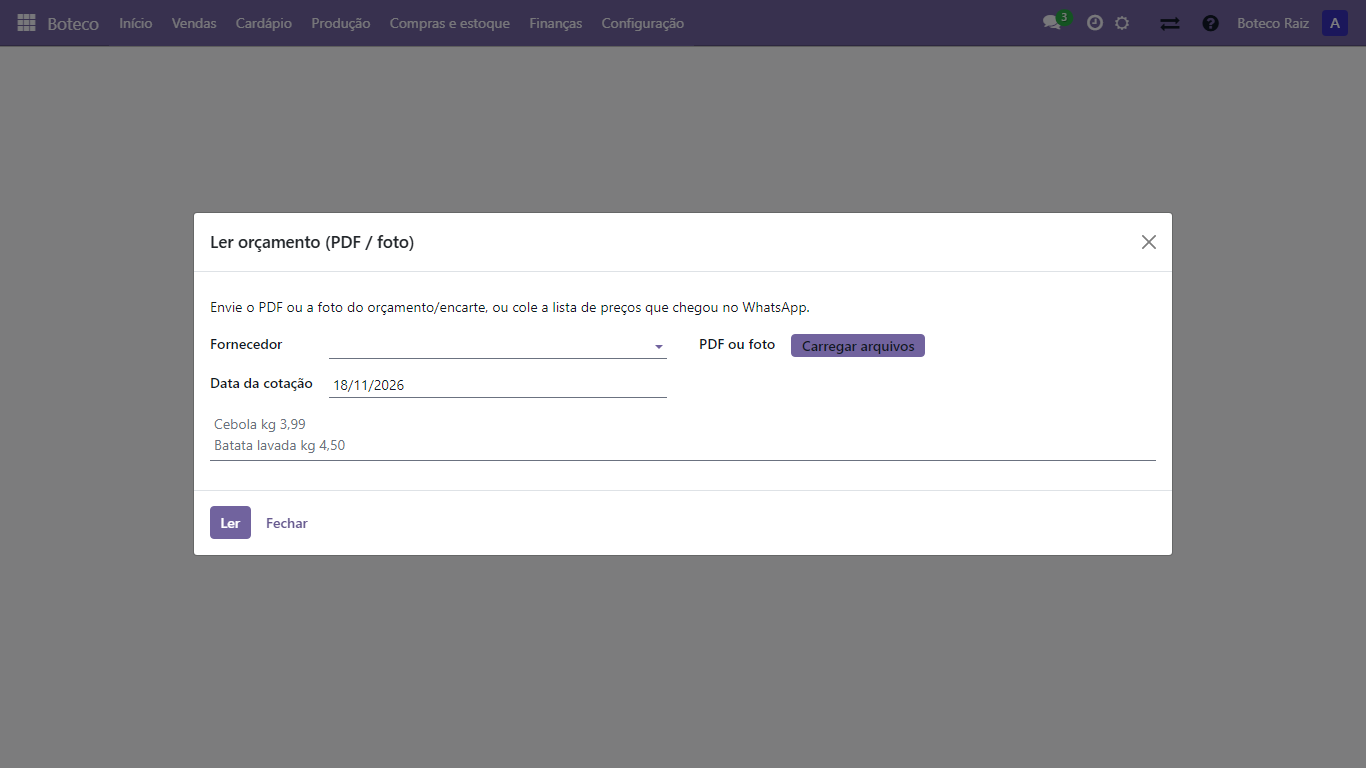 Boteco Início Vendas Cardápio Produção Compras e estoque Finanças Configuração 3 ? Boteco Raiz A
Ler orçamento (PDF / foto)
Envie o PDF ou a foto do orçamento/encarte, ou cole a lista de preços que chegou no WhatsApp.
Fornecedor PDF ou foto Carregar arquivos
Data da cotação 18/11/2026
Cebola kg 3,99
Batata lavada kg 4,50
Ler Fechar